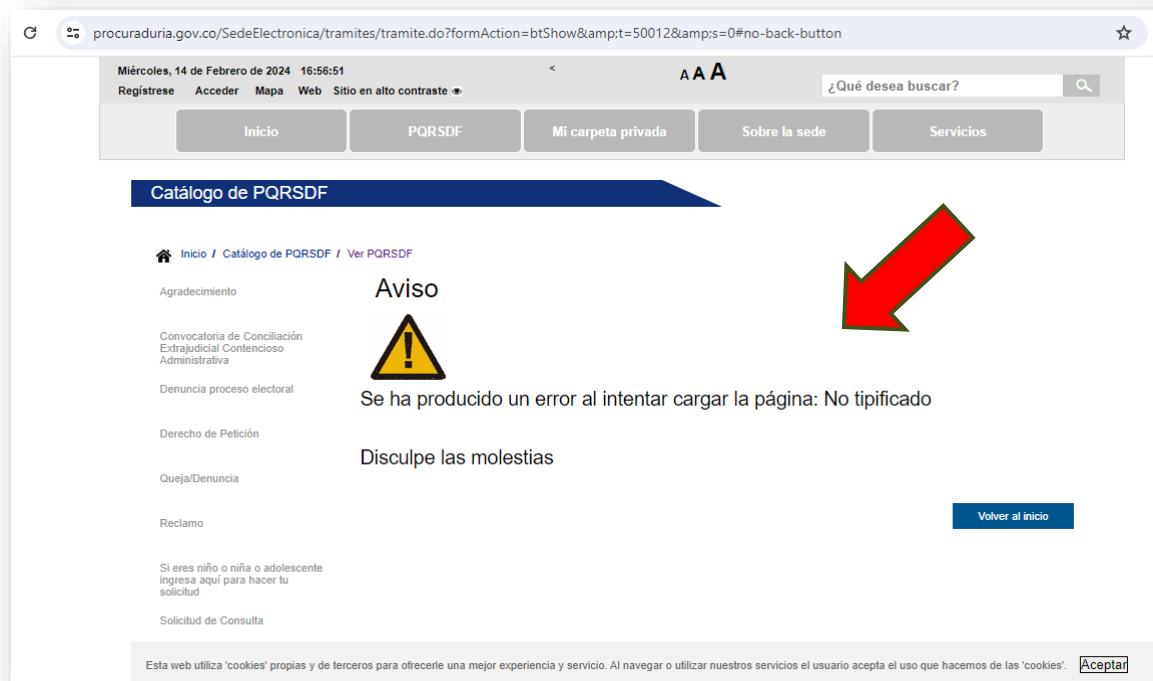 procuraduria.gov.co/SedeElectronica/tramites/tramite.do?formAction=btShow&amp;t=50012&amp;s=0#no-back-button
Miércoles, 14 de Febrero de 2024 16:56:51
<
A A A
Regístrese Acceder Mapa Web Sitio en alto contraste
¿Qué desea buscar?
Inicio PQRSDF Mi carpeta privada Sobre la sede Servicios
Catálogo de PQRSDF
Inicio / Catálogo de PQRSDF / Ver PQRSDF
Agradecimiento
Convocatoria de Conciliación
Extrajudicial Contencioso
Administrativa
Denuncia proceso electoral
Derecho de Petición
Queja/Denuncia
Reclamo
Si eres niño o niña o adolescente
ingresa aquí para hacer tu
solicitud
Solicitud de Consulta
Aviso
!
Se ha producido un error al intentar cargar la página: No tipificado
Disculpe las molestias
Volver al inicio
Esta web utiliza 'cookies' propias y de terceros para ofrecerle una mejor experiencia y servicio. Al navegar o utilizar nuestros servicios el usuario acepta el uso que hacemos de las 'cookies'. Aceptar